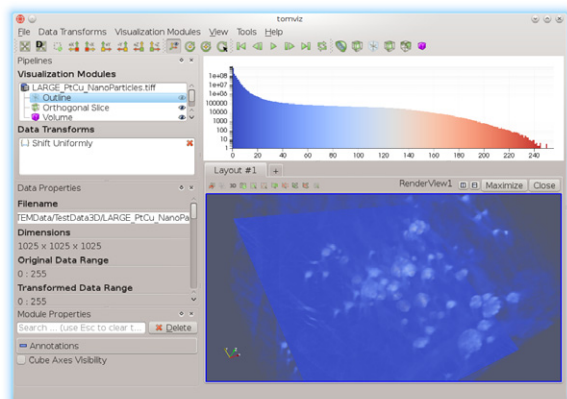 tomviz
File Data Transforms Visualization Modules View Tools Help
Pipelines
Visualization Modules
LARGE_PtCu_NanoParticles.tiff
Outline
Orthogonal Slice
Volume
Data Transforms
Shift Uniformly
Data Properties
Filename
TEMData/TestData3D/LARGE_PtCu_NanoPa
Dimensions
1025 x 1025 x 1025
Original Data Range
0 : 255
Transformed Data Range
0 : 255
Module Properties
Search ... (use Esc to clear t... Delete
Annotations
Cube Axes Visibility
1e+08
1e+07
1e+06
100000
10000
1000
100
10
1
0 20 40 60 80 100 120 140 160 180 200 220 240
Layout #1 +
3D RenderView1 Maximize Close